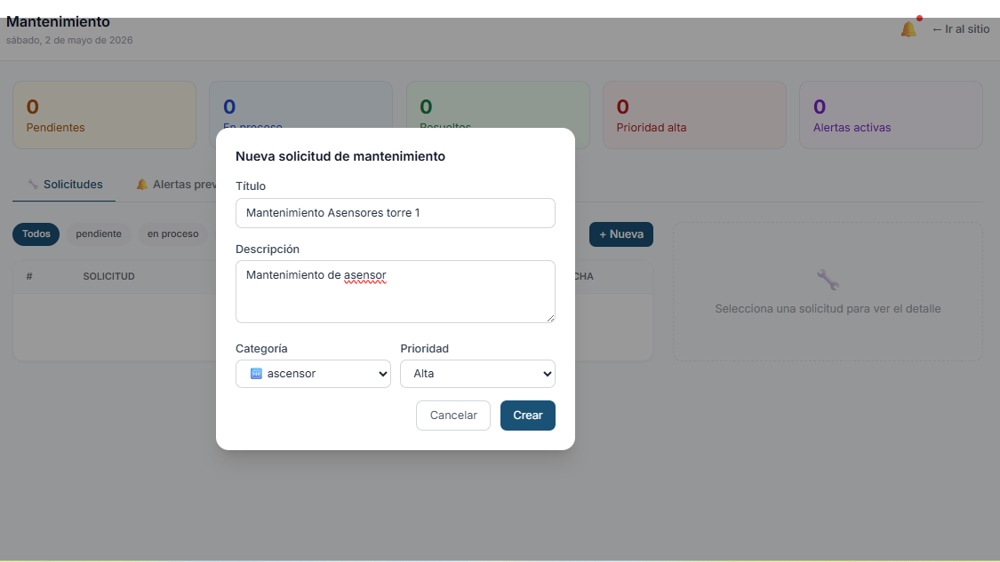 Mantenimiento
sábado, 2 de mayo de 2026
← Ir al sitio
0
Pendientes
0
En proceso
0
Resueltos
0
Prioridad alta
0
Alertas activas
Solicitudes
Alertas prev
Todos
pendiente
en proceso
+ Nueva
#
SOLICITUD
CHA
Selecciona una solicitud para ver el detalle
Nueva solicitud de mantenimiento
Título
Mantenimiento Asensores torre 1
Descripción
Mantenimiento de asensor
Categoría
Prioridad
ascensor
Alta
Cancelar
Crear